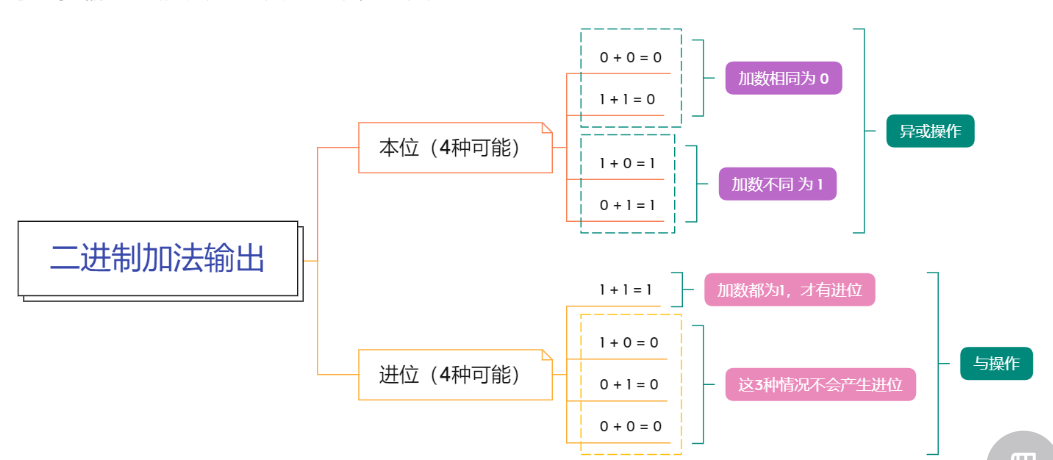 二进制加法输出
本位（4种可能）
0 + 0 = 0
1 + 1 = 0
加数相同为 0
1 + 0 = 1
0 + 1 = 1
加数不同 为 1
异或操作
进位（4种可能）
1 + 1 = 1
加数都为1，才有进位
1 + 0 = 0
0 + 1 = 0
0 + 0 = 0
这3种情况不会产生进位
与操作